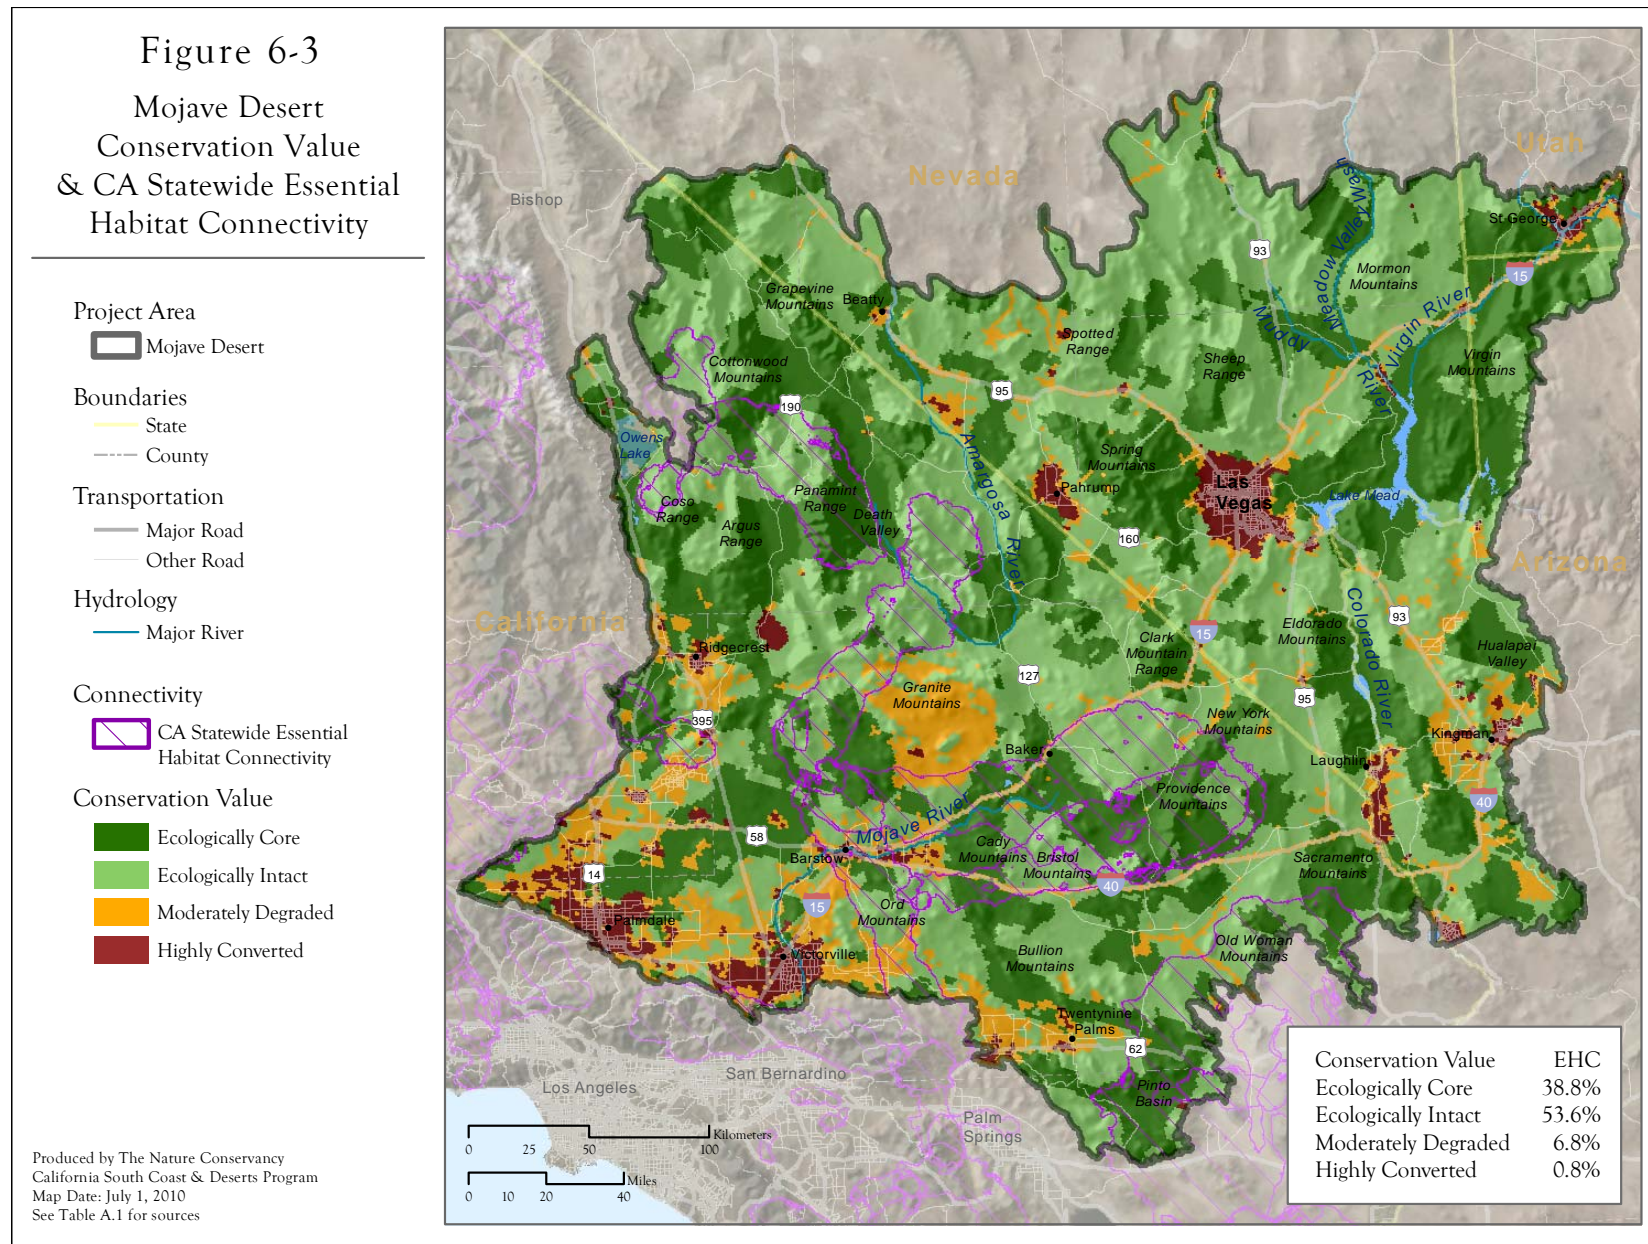 Figure 6-3
Mojave Desert
Conservation Value
& CA Statewide Essential
Habitat Connectivity
Project Area
Mojave Desert
Boundaries
State
County
Transportation
Major Road
Other Road
Hydrology
Major River
Connectivity
CA Statewide Essential
Habitat Connectivity
Conservation Value
Ecologically Core
Ecologically Intact
Moderately Degraded
Highly Converted
Produced by The Nature Conservancy
California South Coast & Deserts Program
Map Date: July 1, 2010
See Table A.1 for sources
Utah
Nevada
Bishop
St George
93
15
Meadow Valley Wash
Mormon
Mountains
Grapevine
Mountains
Beatty
Muddy
River
Virgin River
Spotted
Range
Sheep
Range
Virgin
Mountains
Cottonwood
Mountains
95
190
Owens
Lake
Amargosa
River
Spring
Mountains
Pahrump
Las
Vegas
Lake Mead
Coso
Range
Panamint
Range
Argus
Range
Death
Valley
160
Arizona
California
Colorado River
93
15
Eldorado
Mountains
Clark
Mountain
Range
Hualapai
Valley
Ridgecrest
127
Granite
Mountains
95
395
New York
Mountains
Baker
Kingman
Laughlin
Providence
Mountains
40
Mojave River
58
Barstow
Cady
Mountains
Bristol
Mountains
40
Sacramento
Mountains
14
15
Ord
Mountains
Palmdale
Victorville
Bullion
Mountains
Old Woman
Mountains
Twentynine
Palms
62
Pinto
Basin
Los Angeles
San Bernardino
Palm
Springs
Kilometers
0 25 50 100
Miles
0 10 20 40
Conservation Value EHC
Ecologically Core 38.8%
Ecologically Intact 53.6%
Moderately Degraded 6.8%
Highly Converted 0.8%